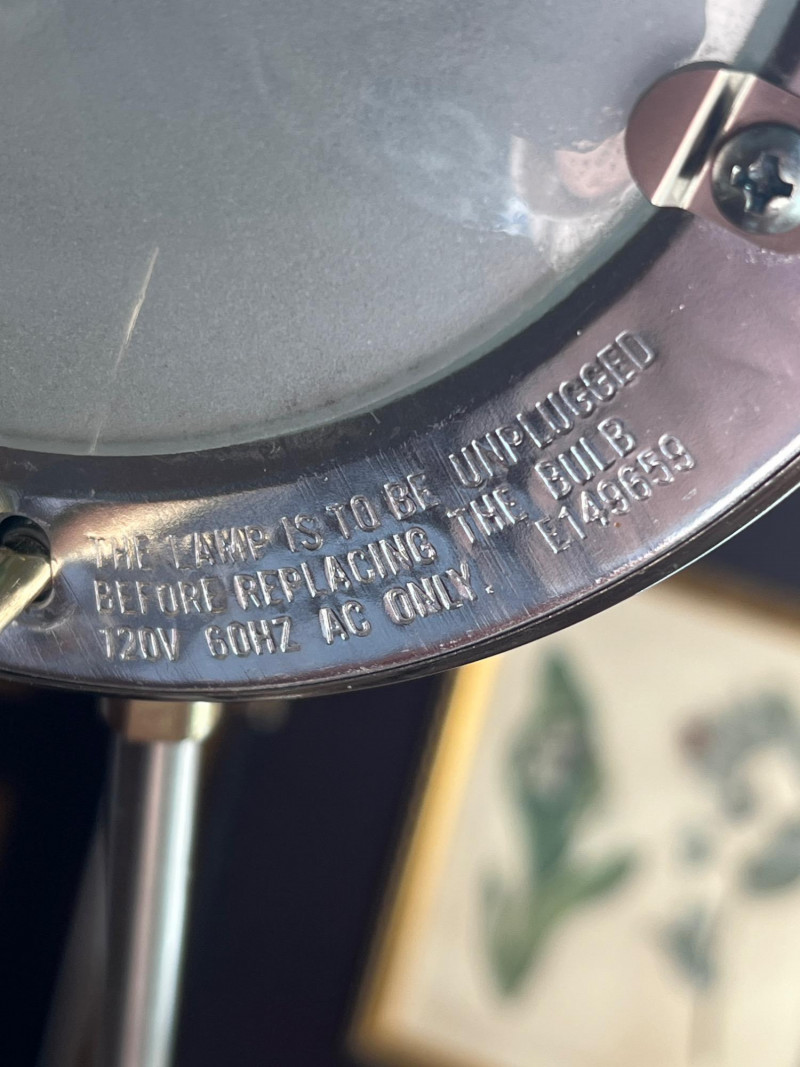 THE LAMP IS TO BE UNPLUGGED
BEFORE REPLACING THE BULB
120V 60HZ AC ONLY. E149659